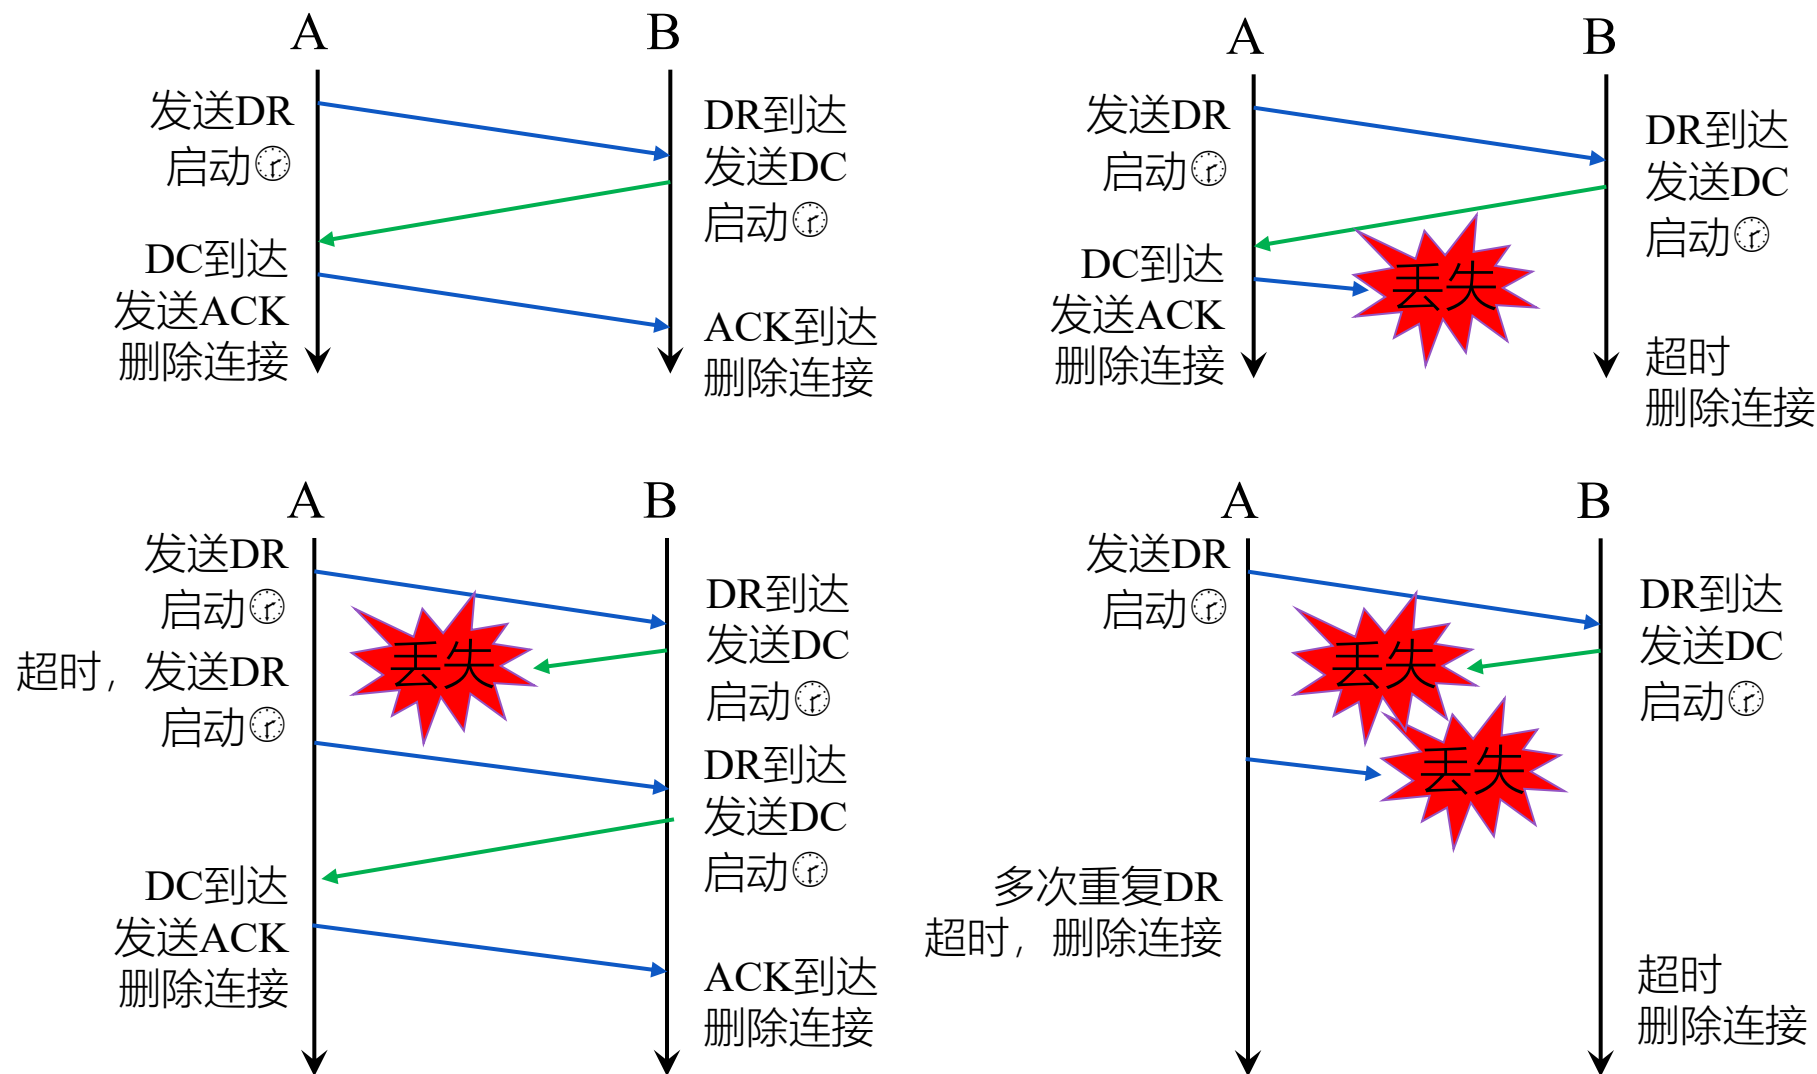 A
B
发送DR
启动🕑
DR到达
发送DC
启动🕑
DC到达
发送ACK
删除连接
ACK到达
删除连接
A
B
发送DR
启动🕑
DR到达
发送DC
启动🕑
丢失
DC到达
发送ACK
删除连接
超时
删除连接
A
B
发送DR
启动🕑
DR到达
发送DC
启动🕑
丢失
超时，发送DR
启动🕑
DR到达
发送DC
启动🕑
DC到达
发送ACK
删除连接
ACK到达
删除连接
A
B
发送DR
启动🕑
DR到达
发送DC
启动🕑
丢失
丢失
多次重复DR
超时，删除连接
超时
删除连接